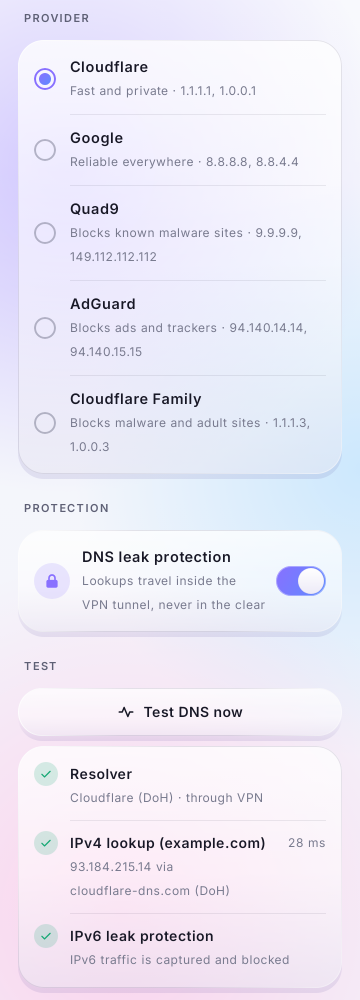 PROVIDER
Cloudflare
Fast and private · 1.1.1.1, 1.0.0.1
Google
Reliable everywhere · 8.8.8.8, 8.8.4.4
Quad9
Blocks known malware sites · 9.9.9.9,
149.112.112.112
AdGuard
Blocks ads and trackers · 94.140.14.14,
94.140.15.15
Cloudflare Family
Blocks malware and adult sites · 1.1.1.3,
1.0.0.3
PROTECTION
DNS leak protection
Lookups travel inside the
VPN tunnel, never in the clear
TEST
Test DNS now
Resolver
Cloudflare (DoH) · through VPN
IPv4 lookup (example.com) 28 ms
93.184.215.14 via
cloudflare-dns.com (DoH)
IPv6 leak protection
IPv6 traffic is captured and blocked